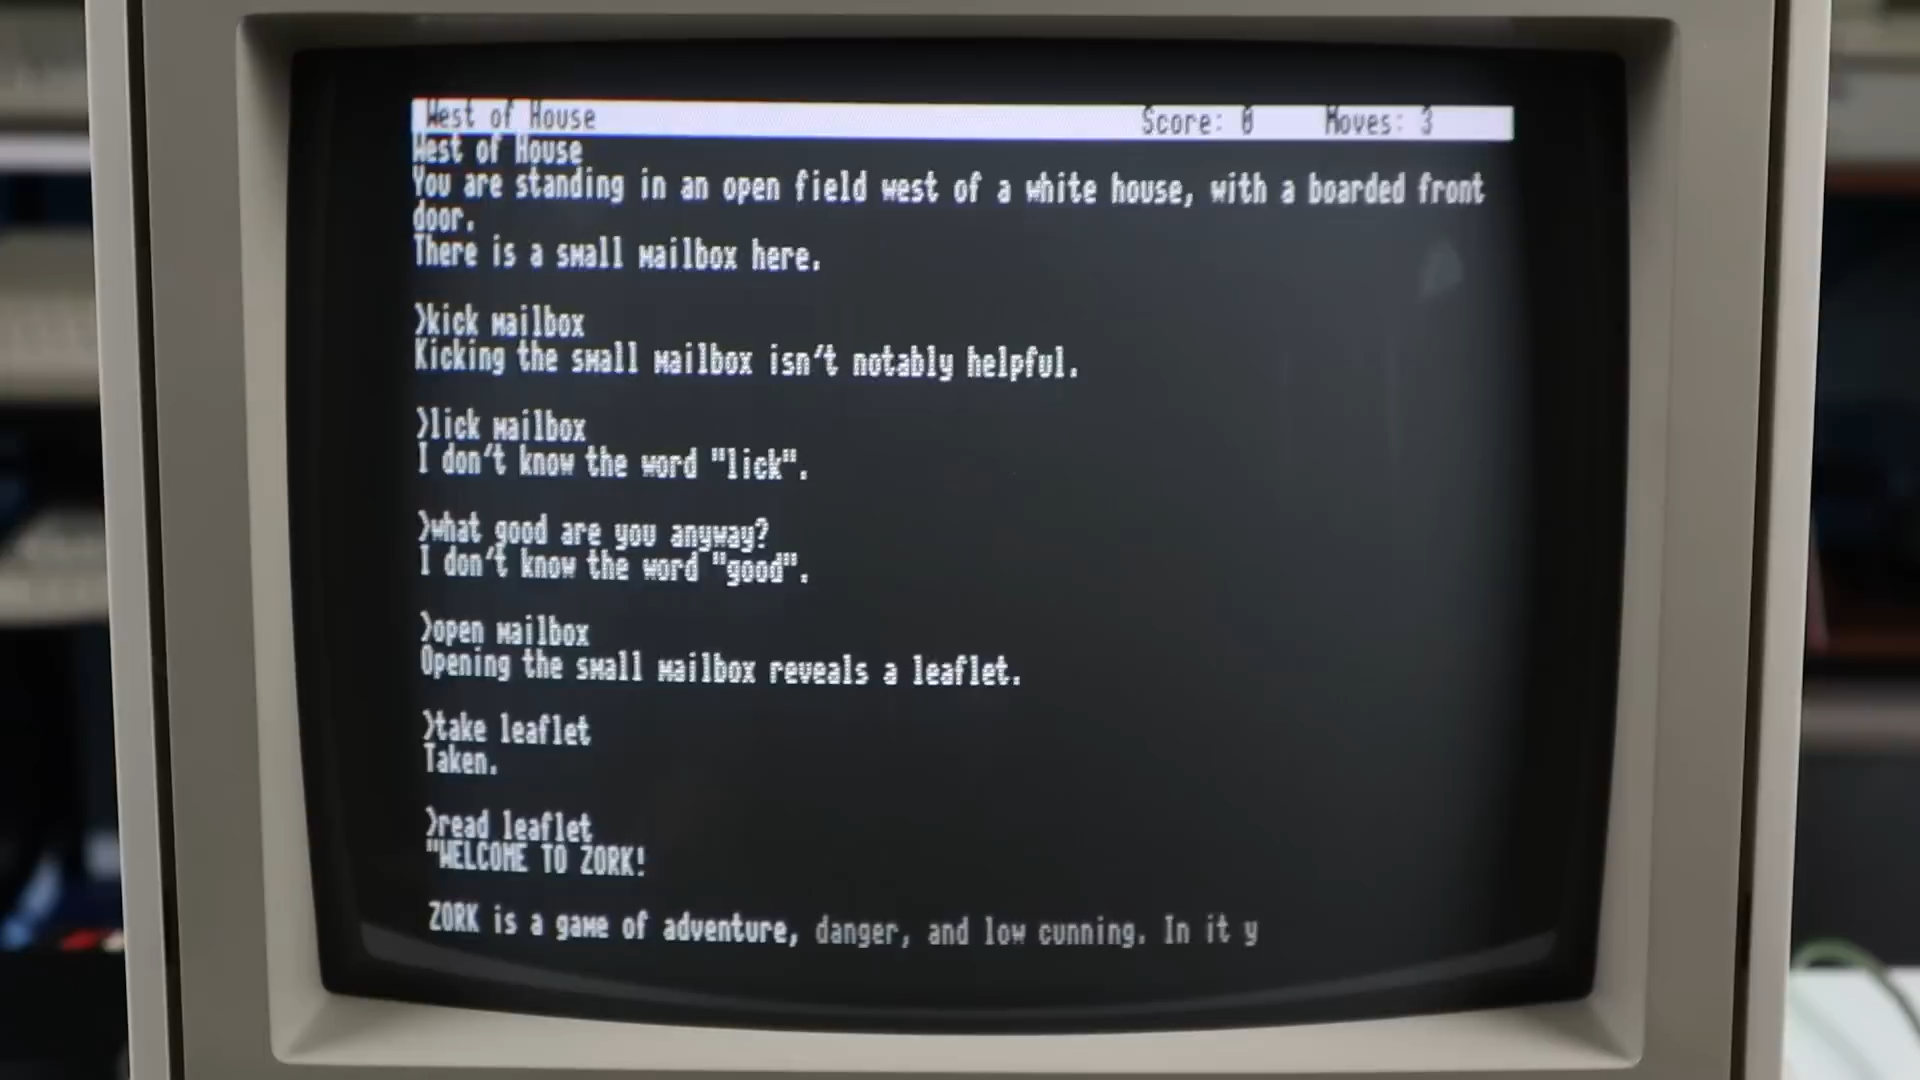 West of House Score: 0 Moves: 3
West of House
You are standing in an open field west of a white house, with a boarded front
door.
There is a small mailbox here.
>kick mailbox
Kicking the small mailbox isn't notably helpful.
>lick mailbox
I don't know the word "lick".
>what good are you anyway?
I don't know the word "good".
>open mailbox
Opening the small mailbox reveals a leaflet.
>take leaflet
Taken.
>read leaflet
"WELCOME TO ZORK!
ZORK is a game of adventure, danger, and low cunning. In it y